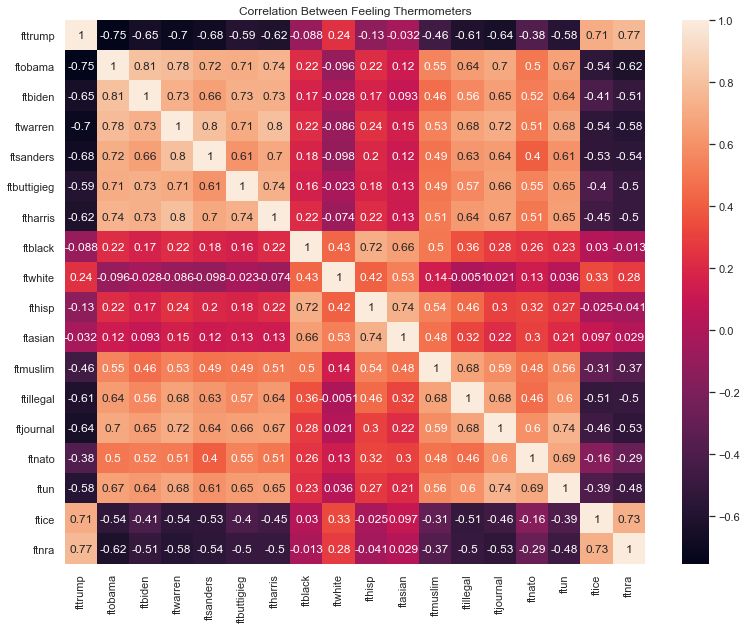 Correlation Between Feeling Thermometers
fttrump 1 -0.75 -0.65 -0.7 -0.68 -0.59 -0.62 -0.088 0.24 -0.13 -0.032 -0.46 -0.61 -0.64 -0.38 -0.58 0.71 0.77
ftobama -0.75 1 0.81 0.78 0.72 0.71 0.74 0.22 -0.096 0.22 0.12 0.55 0.64 0.7 0.5 0.67 -0.54 -0.62
ftbiden -0.65 0.81 1 0.73 0.66 0.73 0.73 0.17 -0.028 0.17 0.093 0.46 0.56 0.65 0.52 0.64 -0.41 -0.51
ftwarren -0.7 0.78 0.73 1 0.8 0.71 0.8 0.22 -0.086 0.24 0.15 0.53 0.68 0.72 0.51 0.68 -0.54 -0.58
ftsanders -0.68 0.72 0.66 0.8 1 0.61 0.7 0.18 -0.098 0.2 0.12 0.49 0.63 0.64 0.4 0.61 -0.53 -0.54
ftbuttigieg -0.59 0.71 0.73 0.71 0.61 1 0.74 0.16 -0.023 0.18 0.13 0.49 0.57 0.66 0.55 0.65 -0.4 -0.5
ftharris -0.62 0.74 0.73 0.8 0.7 0.74 1 0.22 -0.074 0.22 0.13 0.51 0.64 0.67 0.51 0.65 -0.45 -0.5
ftblack -0.088 0.22 0.17 0.22 0.18 0.16 0.22 1 0.43 0.72 0.66 0.5 0.36 0.28 0.26 0.23 0.03 -0.013
ftwhite 0.24 -0.096 -0.028 -0.086 -0.098 -0.023 -0.074 0.43 1 0.42 0.53 0.14 -0.0051 0.021 0.13 0.036 0.33 0.28
fthisp -0.13 0.22 0.17 0.24 0.2 0.18 0.22 0.72 0.42 1 0.74 0.54 0.46 0.3 0.32 0.27 -0.025 -0.041
ftasian -0.032 0.12 0.093 0.15 0.12 0.13 0.13 0.66 0.53 0.74 1 0.48 0.32 0.22 0.3 0.21 0.097 0.029
ftmuslim -0.46 0.55 0.46 0.53 0.49 0.49 0.51 0.5 0.14 0.54 0.48 1 0.68 0.59 0.48 0.56 -0.31 -0.37
ftillegal -0.61 0.64 0.56 0.68 0.63 0.57 0.64 0.36 -0.0051 0.46 0.32 0.68 1 0.68 0.46 0.6 -0.51 -0.5
ftjournal -0.64 0.7 0.65 0.72 0.64 0.66 0.67 0.28 0.021 0.3 0.22 0.59 0.68 1 0.6 0.74 -0.46 -0.53
ftnato -0.38 0.5 0.52 0.51 0.4 0.55 0.51 0.26 0.13 0.32 0.3 0.48 0.46 0.6 1 0.69 -0.16 -0.29
ftun -0.58 0.67 0.64 0.68 0.61 0.65 0.65 0.23 0.036 0.27 0.21 0.56 0.6 0.74 0.69 1 -0.39 -0.48
ftice 0.71 -0.54 -0.41 -0.54 -0.53 -0.4 -0.45 0.03 0.33 -0.025 0.097 -0.31 -0.51 -0.46 -0.16 -0.39 1 0.73
ftnra 0.77 -0.62 -0.51 -0.58 -0.54 -0.5 -0.5 -0.013 0.28 -0.041 0.029 -0.37 -0.5 -0.53 -0.29 -0.48 0.73 1
fttrump ftobama ftbiden ftwarren ftsanders ftbuttigieg ftharris ftblack ftwhite fthisp ftasian ftmuslim ftillegal ftjournal ftnato ftun ftice ftnra
1.0
0.8
0.6
0.4
0.2
0.0
−0.2
−0.4
−0.6